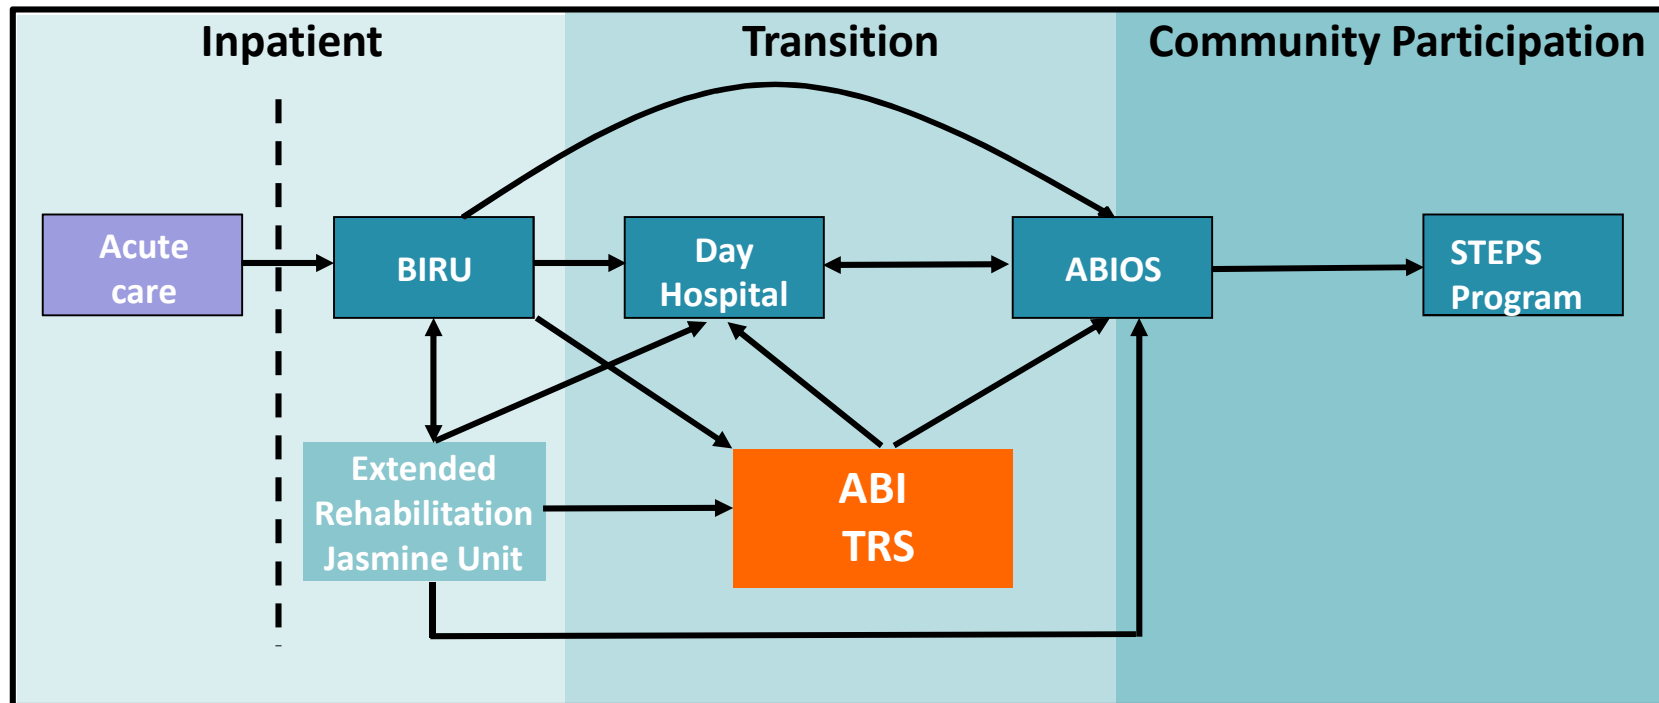 Inpatient
Transition
Community Participation
Acute
care
BIRU
Day
Hospital
ABIOS
STEPS
Program
Extended
Rehabilitation
Jasmine Unit
ABI
TRS